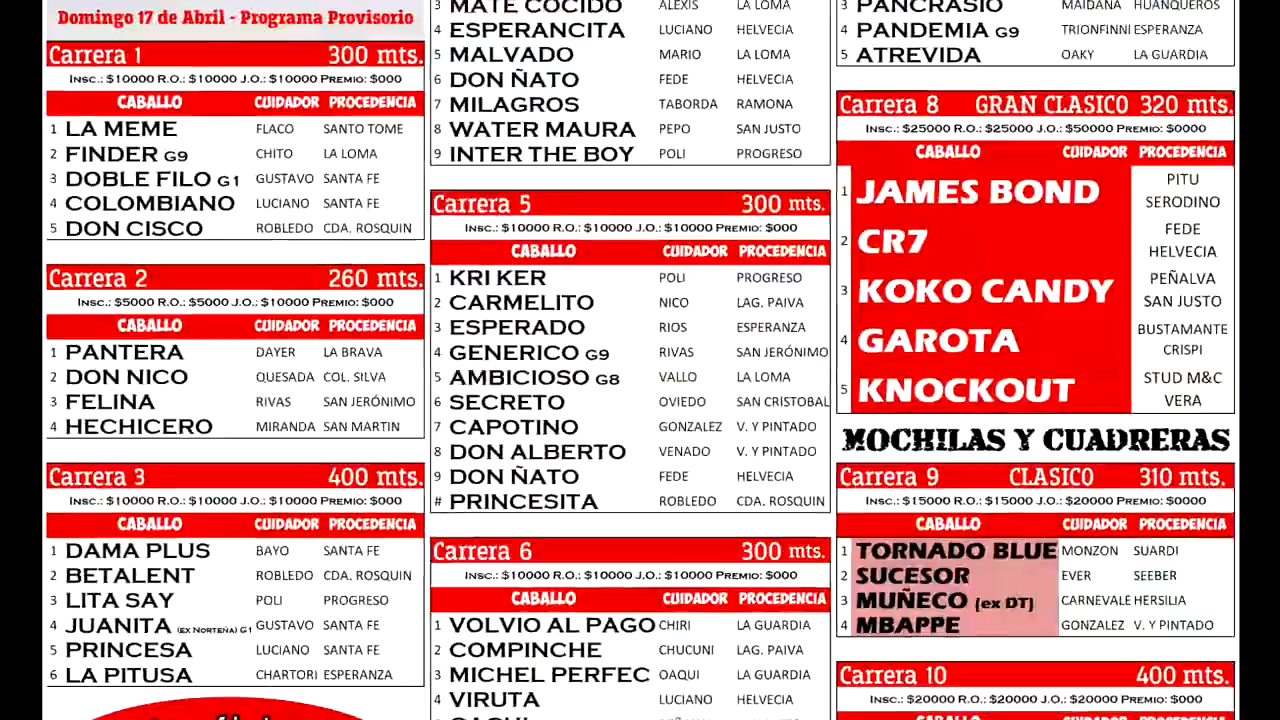 Domingo 17 de Abril - Programa Provisorio
Carrera 1 300 mts.
Insc.: $10000 R.O.: $10000 J.O.: $10000 Premio: $000
CABALLO CUIDADOR PROCEDENCIA
1 LA MEME FLACO SANTO TOME
2 FINDER G9 CHITO LA LOMA
3 DOBLE FILO G1 GUSTAVO SANTA FE
4 COLOMBIANO LUCIANO SANTA FE
5 DON CISCO ROBLEDO CDA. ROSQUIN
Carrera 2 260 mts.
Insc.: $5000 R.O.: $5000 J.O.: $10000 Premio: $000
CABALLO CUIDADOR PROCEDENCIA
1 PANTERA DAYER LA BRAVA
2 DON NICO QUESADA COL. SILVA
3 FELINA RIVAS SAN JERÓNIMO
4 HECHICERO MIRANDA SAN MARTIN
Carrera 3 400 mts.
Insc.: $10000 R.O.: $10000 J.O.: $10000 Premio: $000
CABALLO CUIDADOR PROCEDENCIA
1 DAMA PLUS BAYO SANTA FE
2 BETALENT ROBLEDO CDA. ROSQUIN
3 LITA SAY POLI PROGRESO
4 JUANITA (EX NORTEÑA) G1 GUSTAVO SANTA FE
5 PRINCESA LUCIANO SANTA FE
6 LA PITUSA CHARTORI ESPERANZA
3 MATE COCIDO ALEXIS LA LOMA
4 ESPERANCITA LUCIANO HELVECIA
5 MALVADO MARIO LA LOMA
6 DON ÑATO FEDE HELVECIA
7 MILAGROS TABORDA RAMONA
8 WATER MAURA PEPO SAN JUSTO
9 INTER THE BOY POLI PROGRESO
Carrera 5 300 mts.
Insc.: $10000 R.O.: $10000 J.O.: $10000 Premio: $000
CABALLO CUIDADOR PROCEDENCIA
1 KRI KER POLI PROGRESO
2 CARMELITO NICO LAG. PAIVA
3 ESPERADO RIOS ESPERANZA
4 GENERICO G9 RIVAS SAN JERÓNIMO
5 AMBICIOSO G8 VALLO LA LOMA
6 SECRETO OVIEDO SAN CRISTOBAL
7 CAPOTINO GONZALEZ V. Y PINTADO
8 DON ALBERTO VENADO V. Y PINTADO
9 DON ÑATO FEDE HELVECIA
# PRINCESITA ROBLEDO CDA. ROSQUIN
Carrera 6 300 mts.
Insc.: $10000 R.O.: $10000 J.O.: $10000 Premio: $000
CABALLO CUIDADOR PROCEDENCIA
1 VOLVIO AL PAGO CHIRI LA GUARDIA
2 COMPINCHE CHUCUNI LAG. PAIVA
3 MICHEL PERFEC OAQUI LA GUARDIA
4 VIRUTA LUCIANO HELVECIA
3 PANCRASIO MAIDANA HUANQUEROS
4 PANDEMIA G9 TRIONFINNI ESPERANZA
5 ATREVIDA OAKY LA GUARDIA
Carrera 8 GRAN CLASICO 320 mts.
Insc.: $25000 R.O.: $25000 J.O.: $50000 Premio: $0000
CABALLO CUIDADOR PROCEDENCIA
1 JAMES BOND PITU
SERODINO
2 CR7 FEDE
HELVECIA
3 KOKO CANDY PEÑALVA
SAN JUSTO
4 GAROTA BUSTAMANTE
CRISPI
5 KNOCKOUT STUD M&C
VERA
MOCHILAS Y CUADRERAS
Carrera 9 CLASICO 310 mts.
Insc.: $15000 R.O.: $15000 J.O.: $20000 Premio: $0000
CABALLO CUIDADOR PROCEDENCIA
1 TORNADO BLUE MONZON SUARDI
2 SUCESOR EVER SEEBER
3 MUÑECO (ex DT) CARNEVALE HERSILIA
4 MBAPPE GONZALEZ V. Y PINTADO
Carrera 10 400 mts.
Insc.: $20000 R.O.: $20000 J.O.: $20000 Premio: $0000
CABALLO CUIDADOR PROCEDENCIA